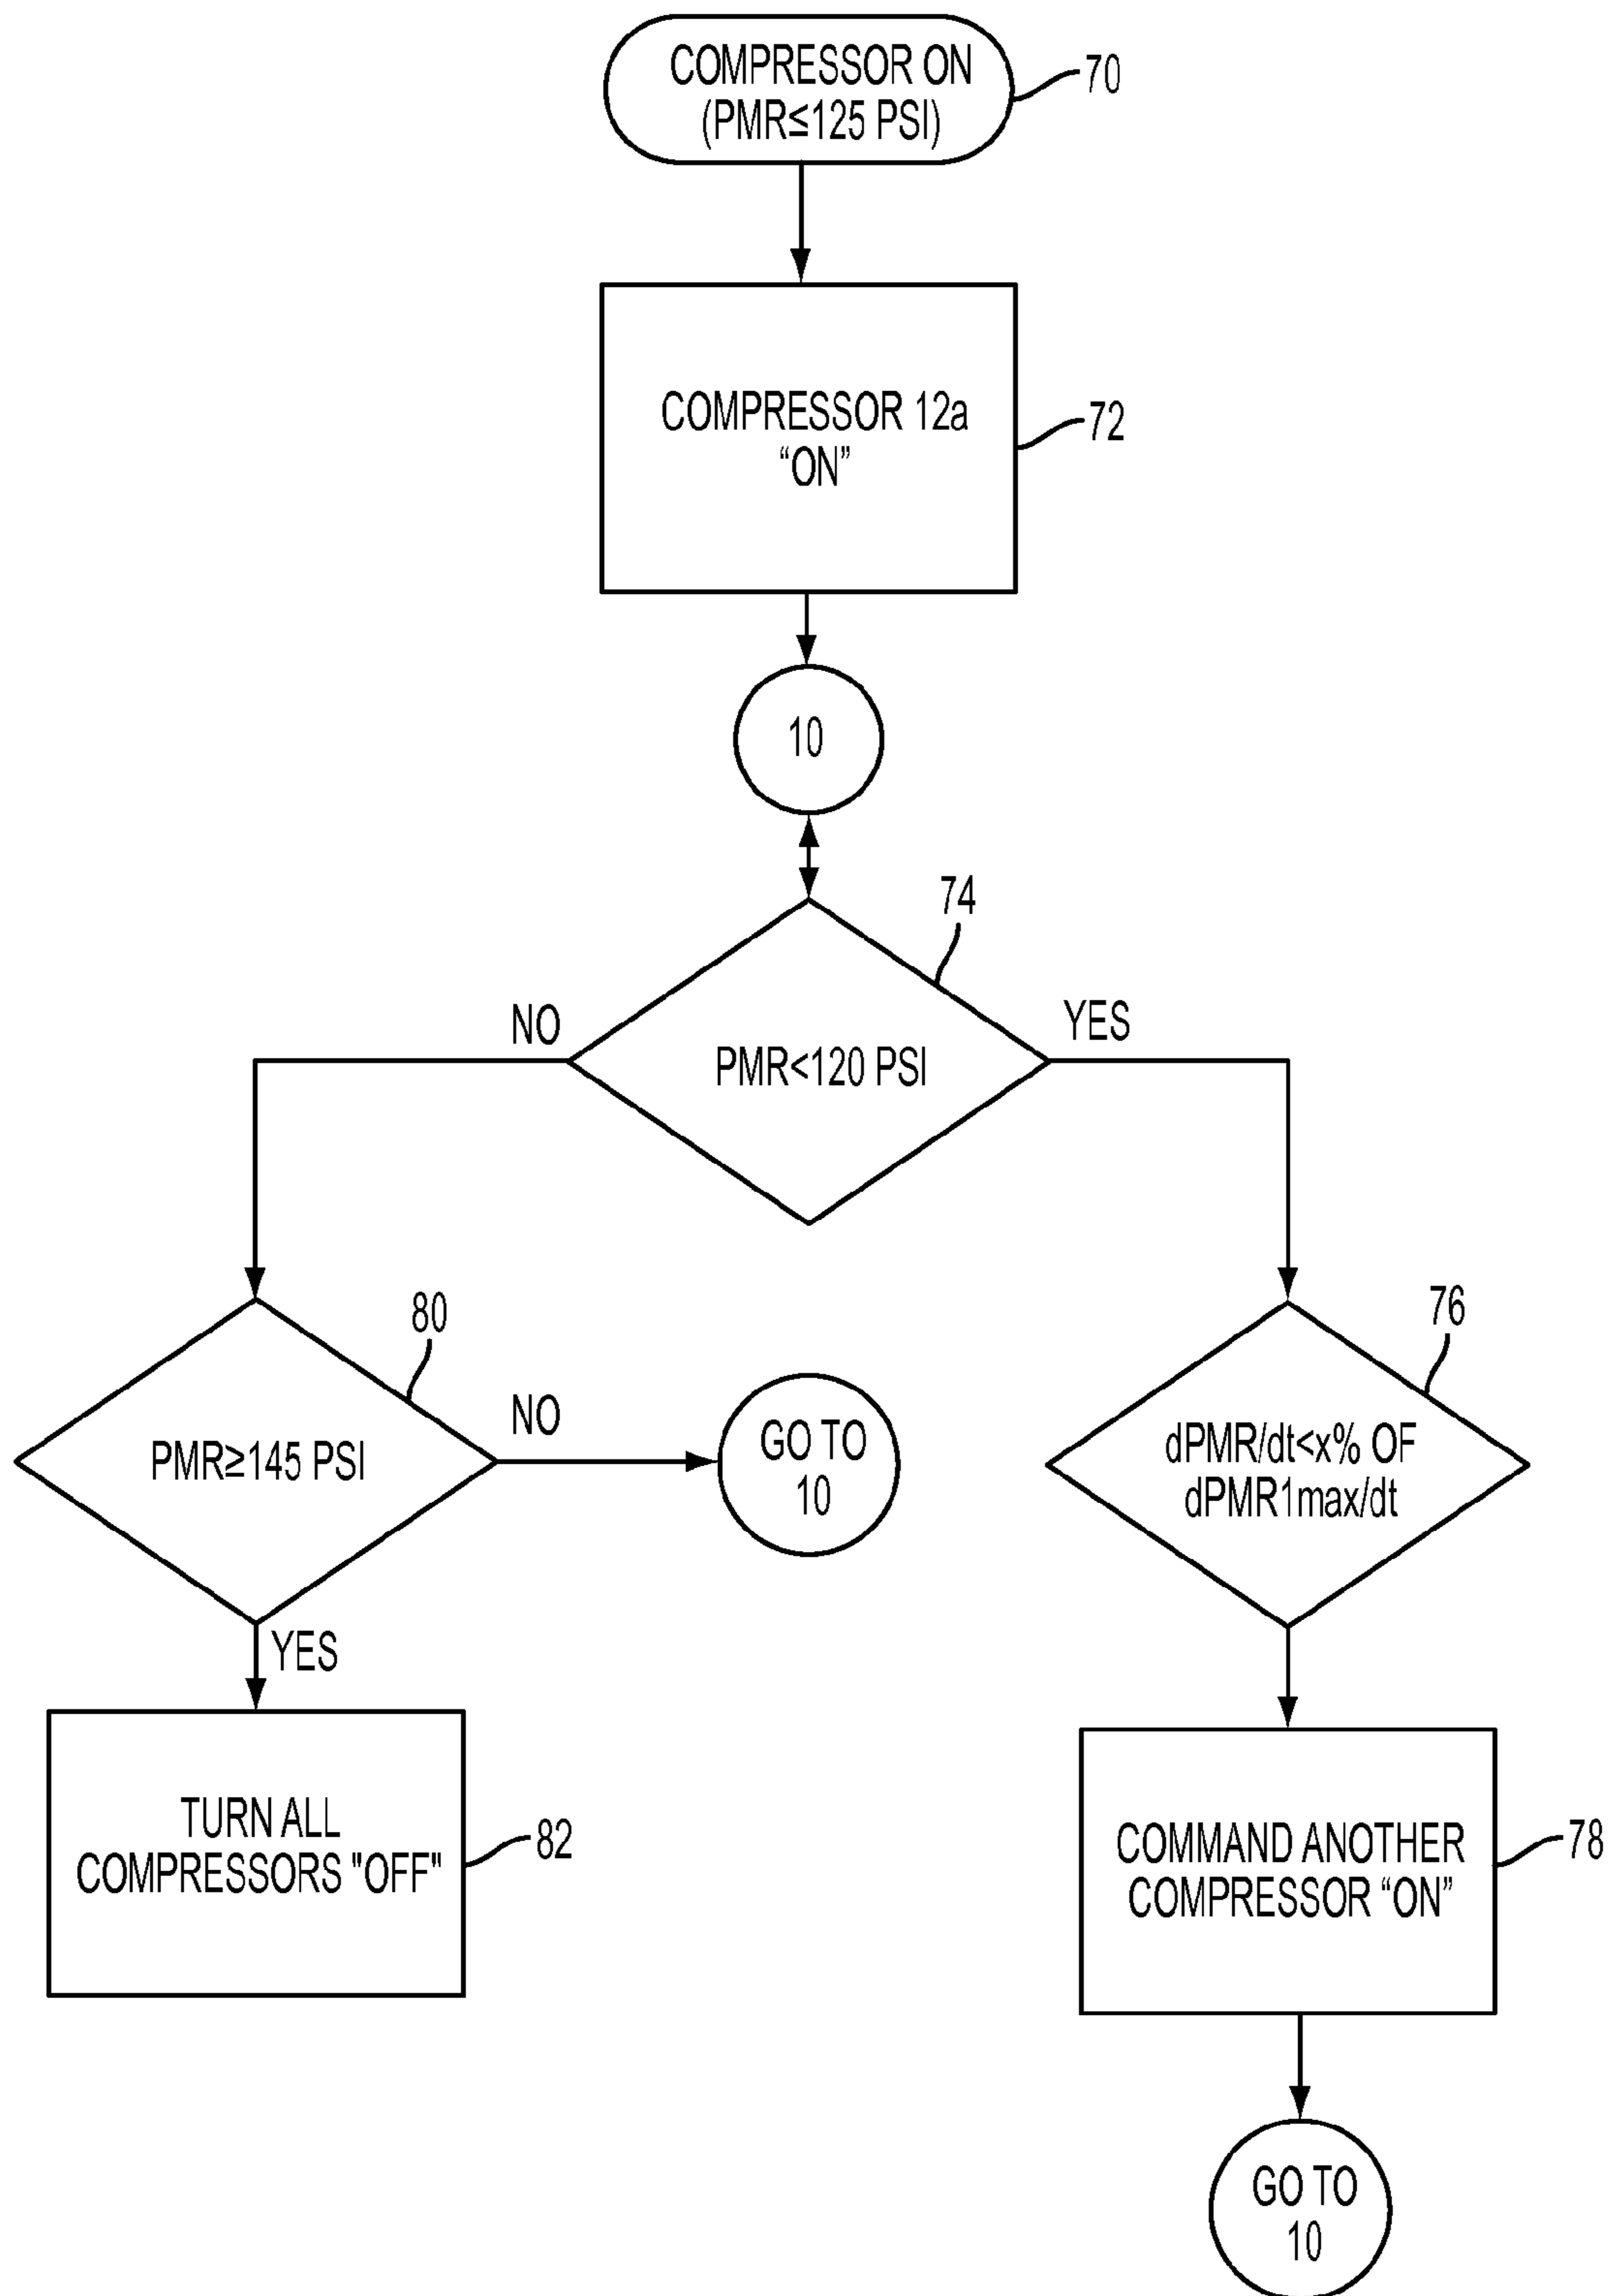 COMPRESSOR ON
(PMR≤125 PSI)
70
COMPRESSOR 12a
“ON”
72
10
74
NO
YES
PMR<120 PSI
80
76
PMR≥145 PSI
NO
GO TO
10
dPMR/dt<x% OF
dPMR1max/dt
YES
TURN ALL
COMPRESSORS "OFF"
82
COMMAND ANOTHER
COMPRESSOR “ON”
78
GO TO
10